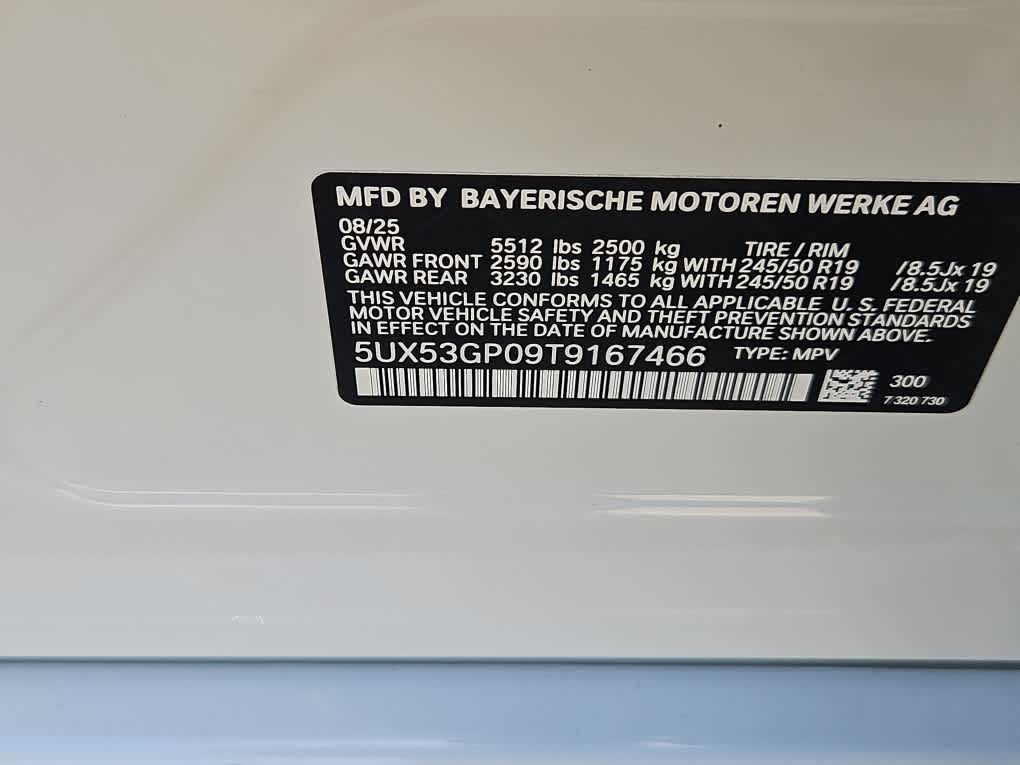 MFD BY BAYERISCHE MOTOREN WERKE AG
08/25
GVWR 5512 lbs 2500 kg TIRE / RIM
GAWR FRONT 2590 lbs 1175 kg WITH 245/50 R19 /8.5Jx 19
GAWR REAR 3230 lbs 1465 kg WITH 245/50 R19 /8.5Jx 19
THIS VEHICLE CONFORMS TO ALL APPLICABLE U. S. FEDERAL
MOTOR VEHICLE SAFETY AND THEFT PREVENTION STANDARDS
IN EFFECT ON THE DATE OF MANUFACTURE SHOWN ABOVE.
5UX53GP09T9167466 TYPE: MPV
300
7 320 730